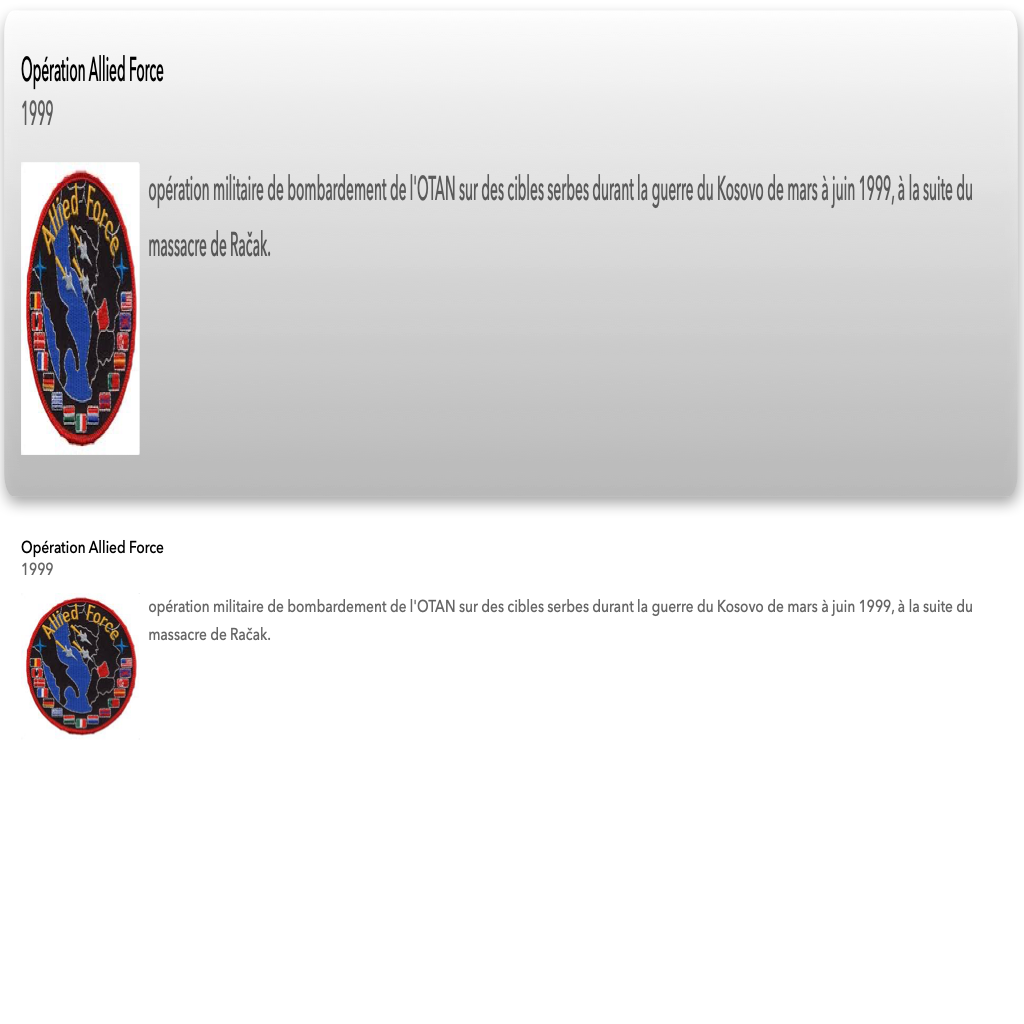 Opération Allied Force
1999
Allied Force
opération militaire de bombardement de l'OTAN sur des cibles serbes durant la guerre du Kosovo de mars à juin 1999, à la suite du
massacre de Račak.
Opération Allied Force
1999
Allied Force
opération militaire de bombardement de l'OTAN sur des cibles serbes durant la guerre du Kosovo de mars à juin 1999, à la suite du
massacre de Račak.